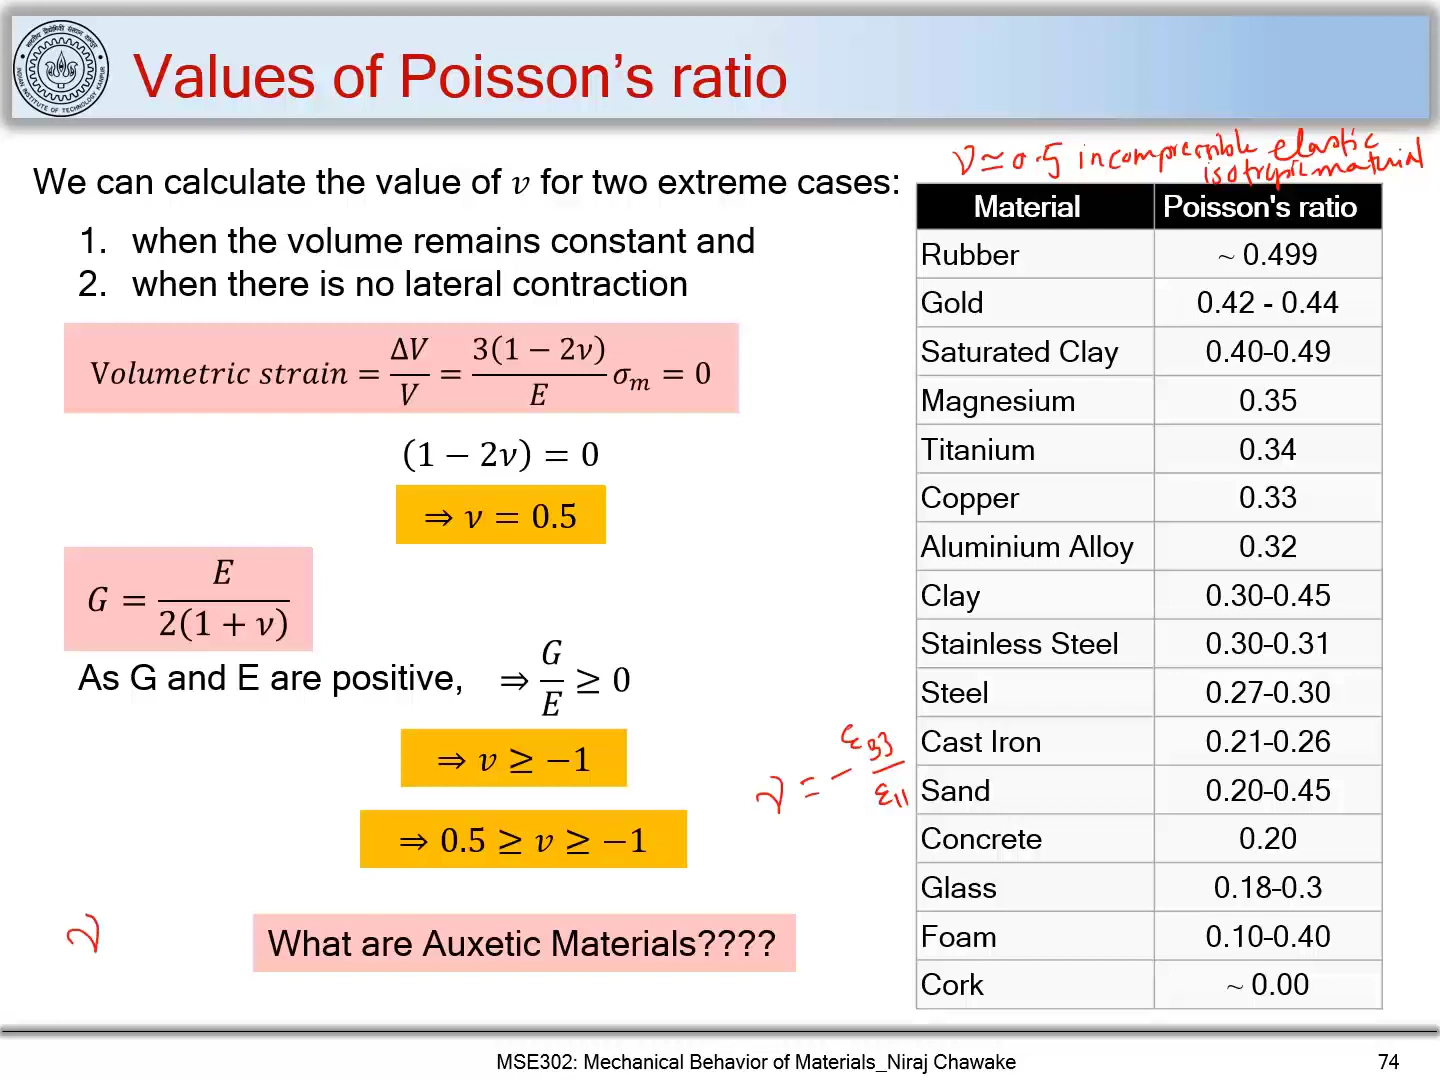 Values of Poisson's ratio
ν ≃ 0.5 incompressible elastic
isotropic material
We can calculate the value of v for two extreme cases:
1. when the volume remains constant and
2. when there is no lateral contraction
Volumetric strain = ΔV/V = 3(1 − 2ν)/E σm = 0
(1 − 2ν) = 0
⇒ ν = 0.5
G = E/2(1 + ν)
As G and E are positive, ⇒ G/E ≥ 0
⇒ v ≥ −1
⇒ 0.5 ≥ v ≥ −1
ν = − ε33/ε11
ν
What are Auxetic Materials????
Material Poisson's ratio
Rubber ~ 0.499
Gold 0.42 - 0.44
Saturated Clay 0.40–0.49
Magnesium 0.35
Titanium 0.34
Copper 0.33
Aluminium Alloy 0.32
Clay 0.30–0.45
Stainless Steel 0.30–0.31
Steel 0.27–0.30
Cast Iron 0.21–0.26
Sand 0.20–0.45
Concrete 0.20
Glass 0.18–0.3
Foam 0.10–0.40
Cork ~ 0.00
MSE302: Mechanical Behavior of Materials_Niraj Chawake
74